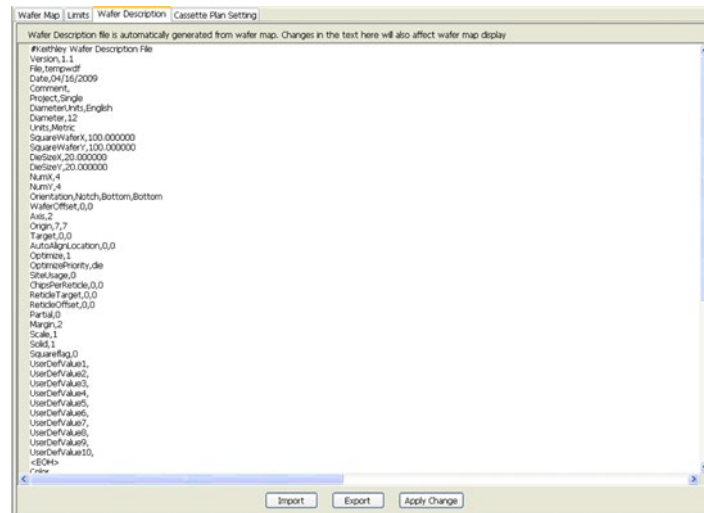 Wafer Map Limits Wafer Description Cassette Plan Setting
Wafer Description file is automatically generated from wafer map. Changes in the text here will also affect wafer map display
#Keithley Wafer Description File
Version,1.1
File,tempwdf
Date,04/16/2009
Comment,
Project,Single
DiameterUnits,English
Diameter,12
Units,Metric
SquareWaferX,100.000000
SquareWaferY,100.000000
DieSizeX,20.000000
DieSizeY,20.000000
NumX,4
NumY,4
Orientation,Notch,Bottom,Bottom
WaferOffset,0,0
Axis,2
Origin,7,7
Target,0,0
AutoAlignLocation,0,0
Optimize,1
OptimizePriority,die
SiteUsage,0
ChipsPerReticle,0,0
ReticleTarget,0,0
ReticleOffset,0,0
Partial,0
Margin,2
Scale,1
Solid,1
Squareflag,0
UserDefValue1,
UserDefValue2,
UserDefValue3,
UserDefValue4,
UserDefValue5,
UserDefValue6,
UserDefValue7,
UserDefValue8,
UserDefValue9,
UserDefValue10,
<EOH>
Color
Import Export Apply Change